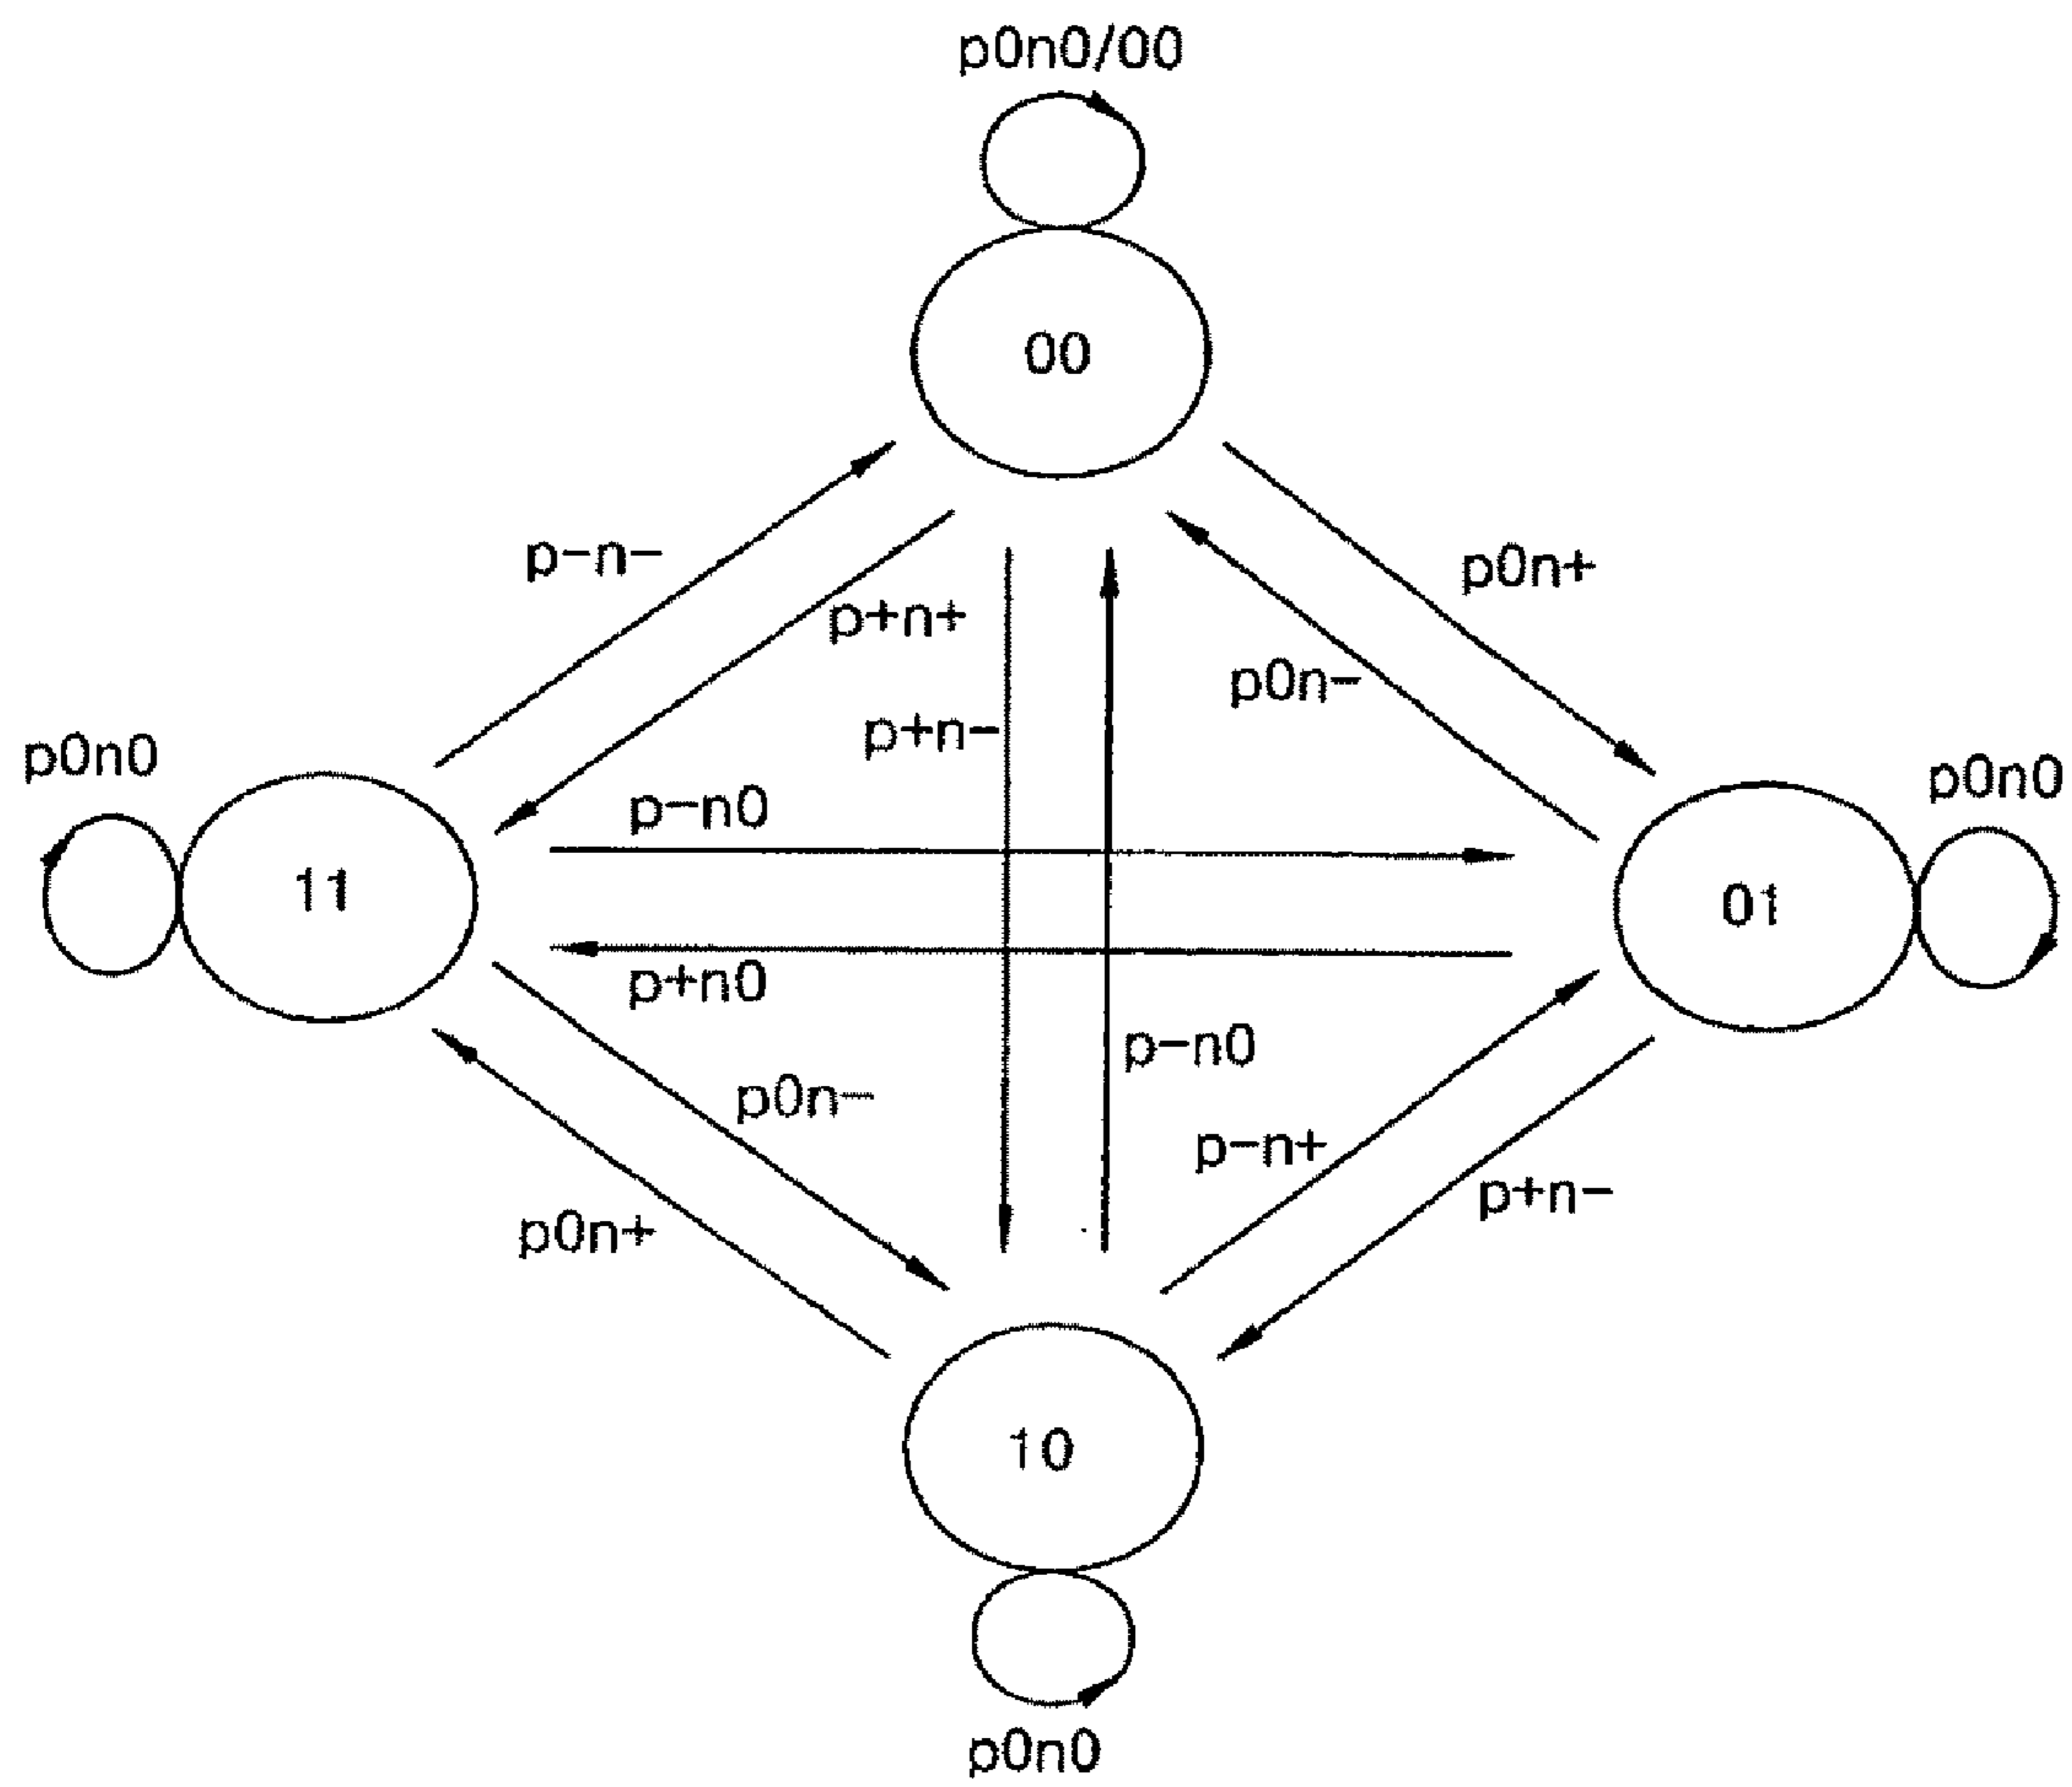 p0n0/00
00
p-n-
p0n+
p+n+
p0n-
p+n-
p0n0
p0n0
p-n0
11
01
p+n0
p-n0
p0n-
p-n+
p+n-
p0n+
10
p0n0